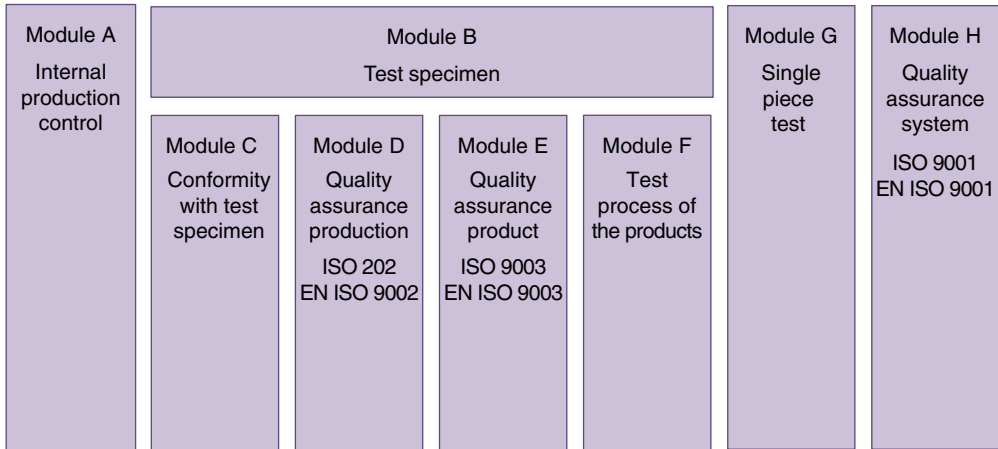 Module A
Internal
production
control
Module B
Test specimen
Module C
Conformity
with test
specimen
Module D
Quality
assurance
production
ISO 202
EN ISO 9002
Module E
Quality
assurance
product
ISO 9003
EN ISO 9003
Module F
Test
process of
the products
Module G
Single
piece
test
Module H
Quality
assurance
system
ISO 9001
EN ISO 9001